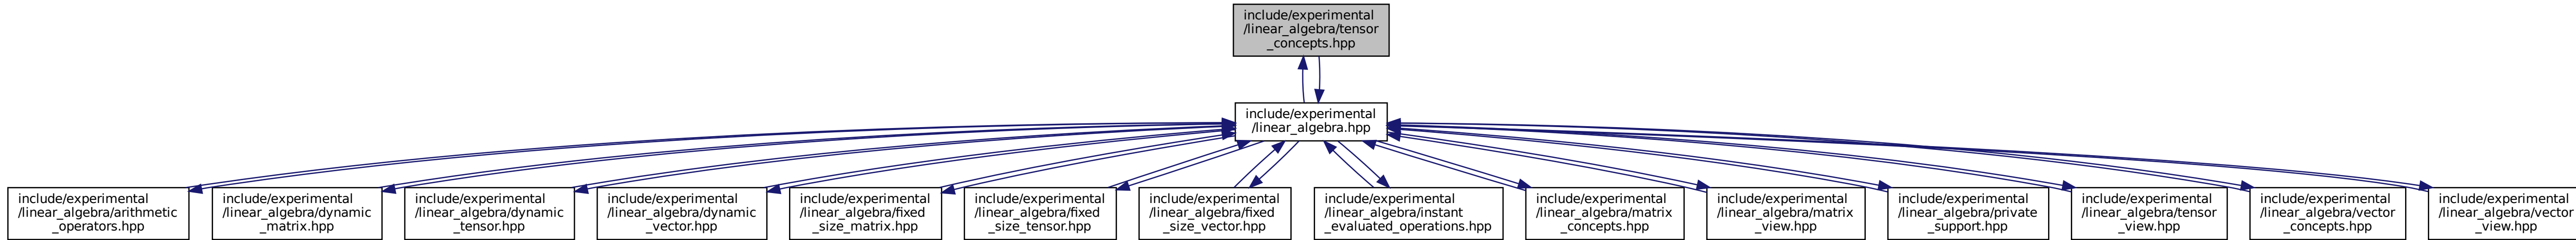 include/experimental
/linear_algebra/tensor
_concepts.hpp
include/experimental
/linear_algebra.hpp
include/experimental
/linear_algebra/arithmetic
_operators.hpp
include/experimental
/linear_algebra/dynamic
_matrix.hpp
include/experimental
/linear_algebra/dynamic
_tensor.hpp
include/experimental
/linear_algebra/dynamic
_vector.hpp
include/experimental
/linear_algebra/fixed
_size_matrix.hpp
include/experimental
/linear_algebra/fixed
_size_tensor.hpp
include/experimental
/linear_algebra/fixed
_size_vector.hpp
include/experimental
/linear_algebra/instant
_evaluated_operations.hpp
include/experimental
/linear_algebra/matrix
_concepts.hpp
include/experimental
/linear_algebra/matrix
_view.hpp
include/experimental
/linear_algebra/private
_support.hpp
include/experimental
/linear_algebra/tensor
_view.hpp
include/experimental
/linear_algebra/vector
_concepts.hpp
include/experimental
/linear_algebra/vector
_view.hpp